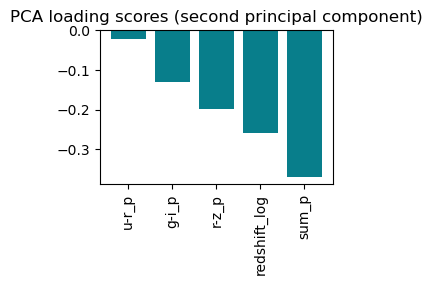 PCA loading scores (second principal component)
0.0
−0.1
−0.2
−0.3
u-r_p
g-i_p
r-z_p
redshift_log
sum_p